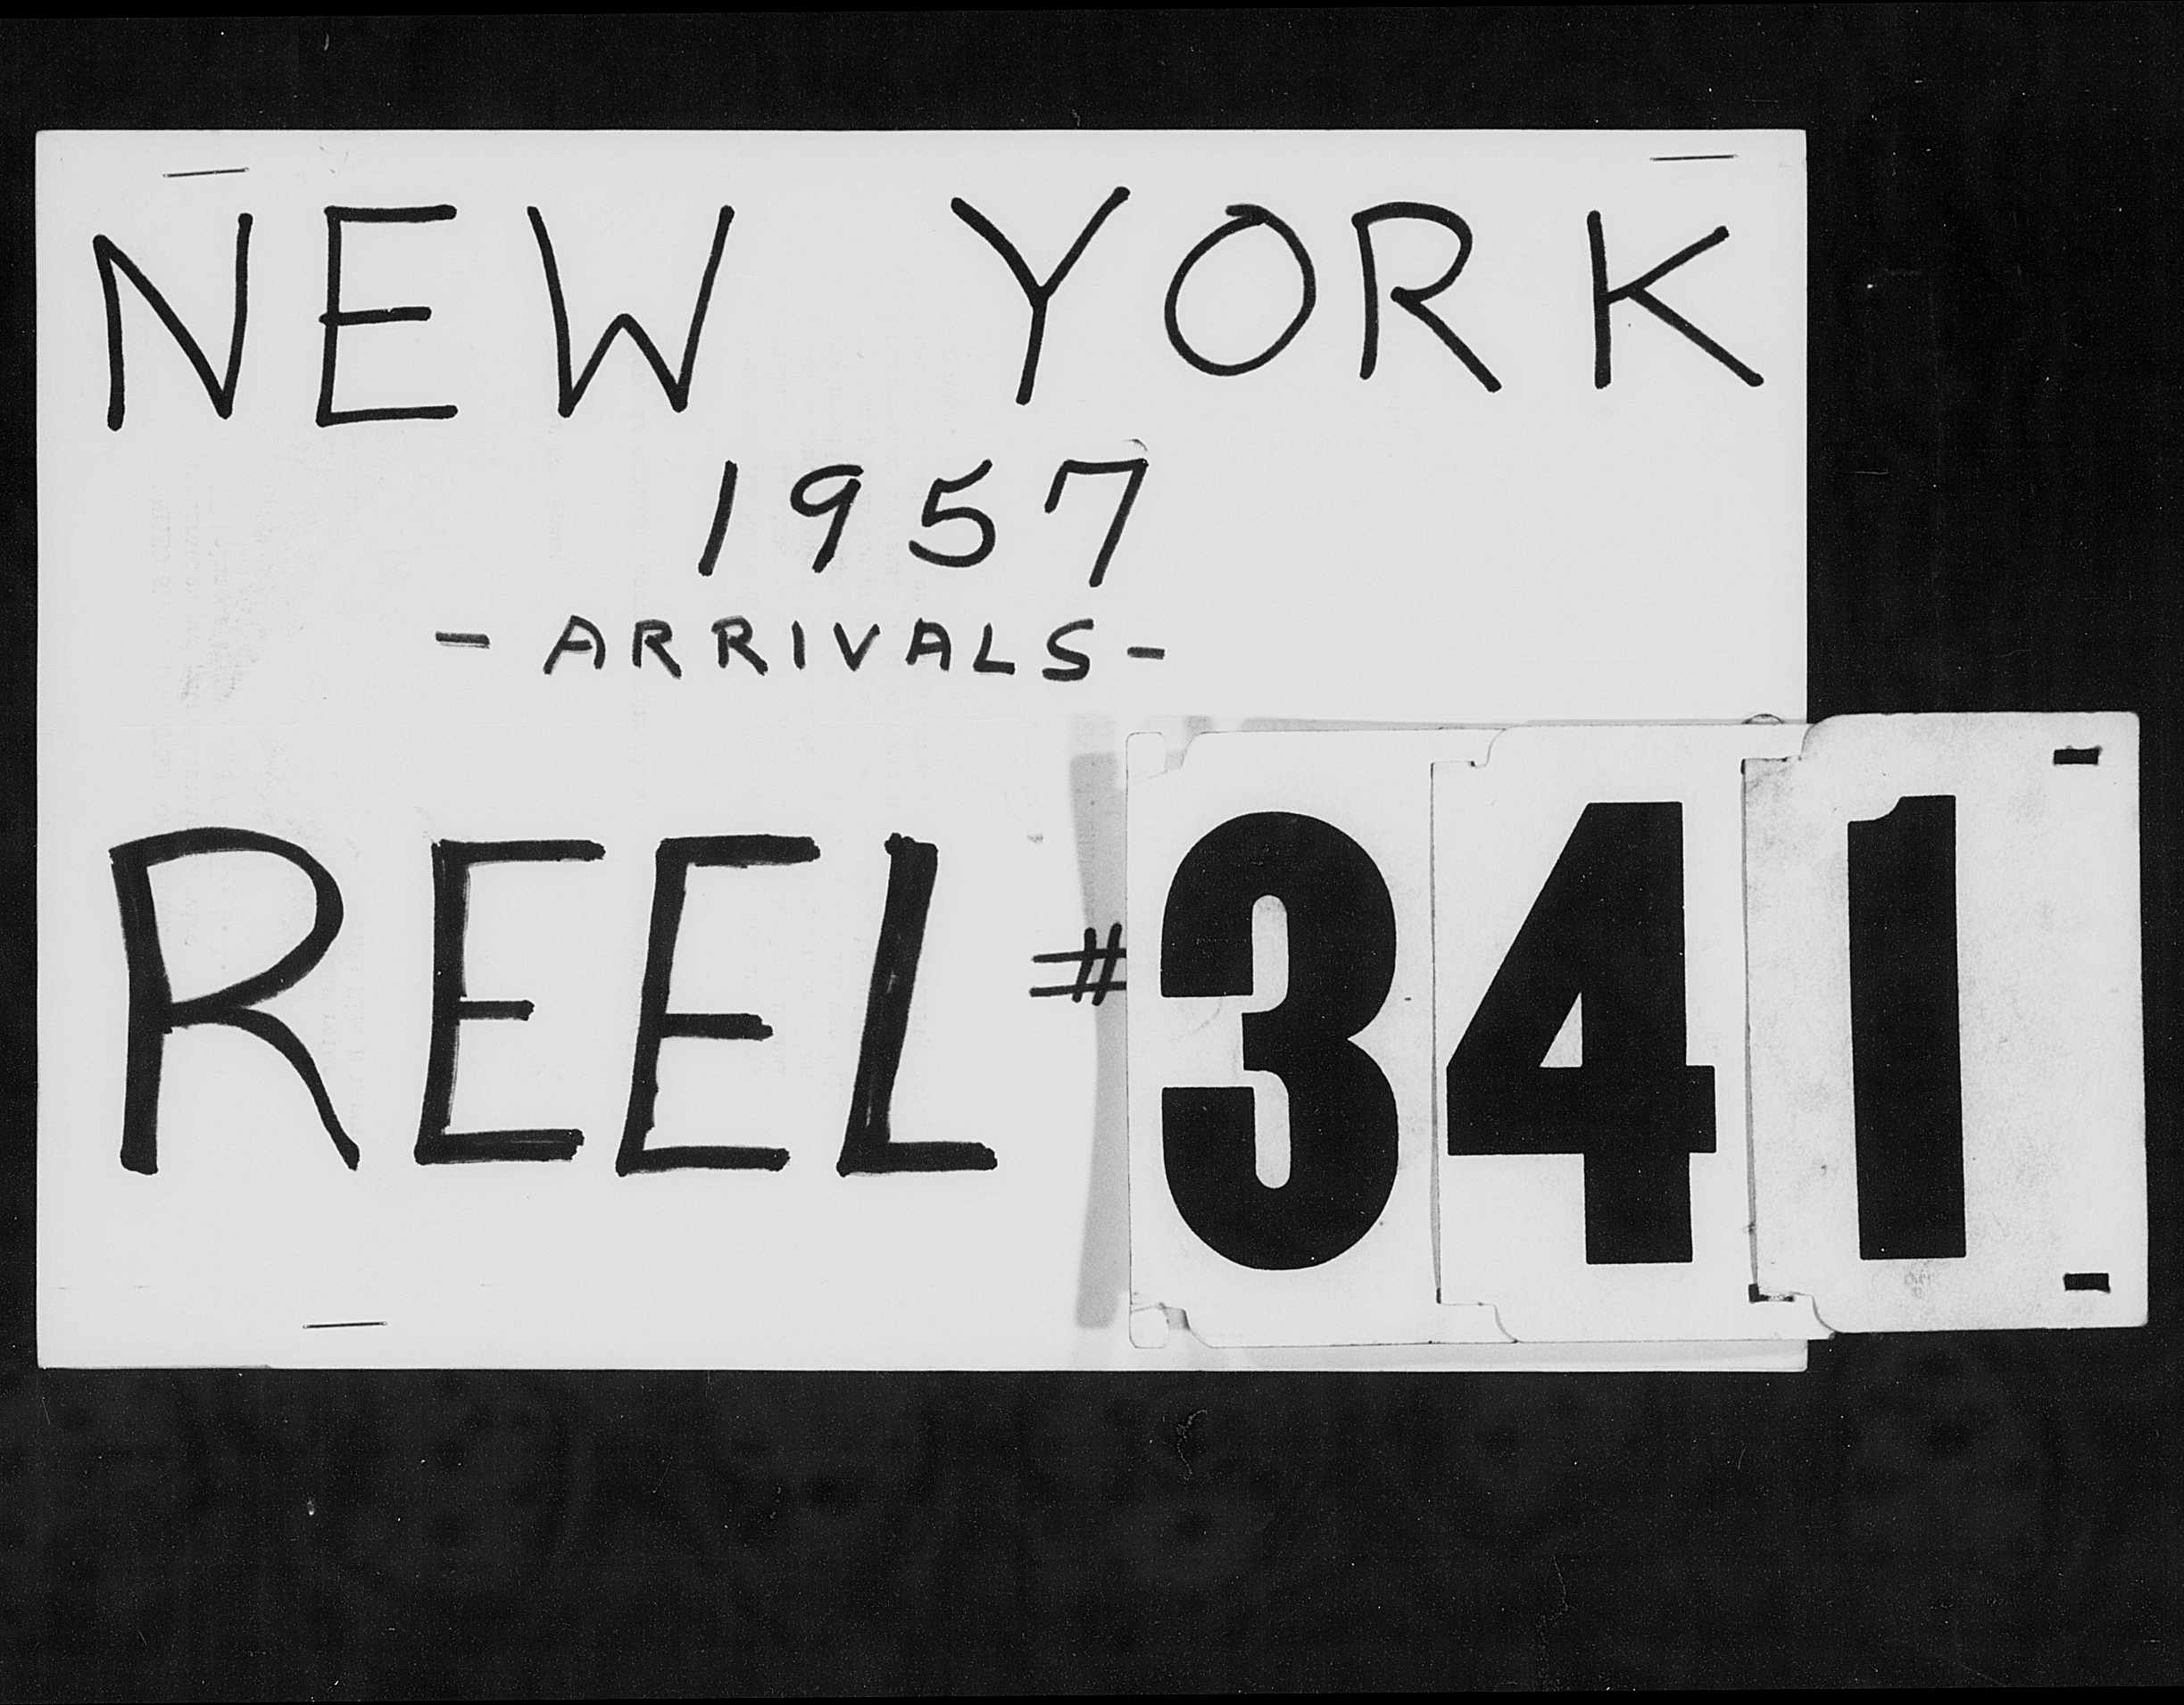 NEW YORK
1957
- ARRIVALS -
REEL # 341